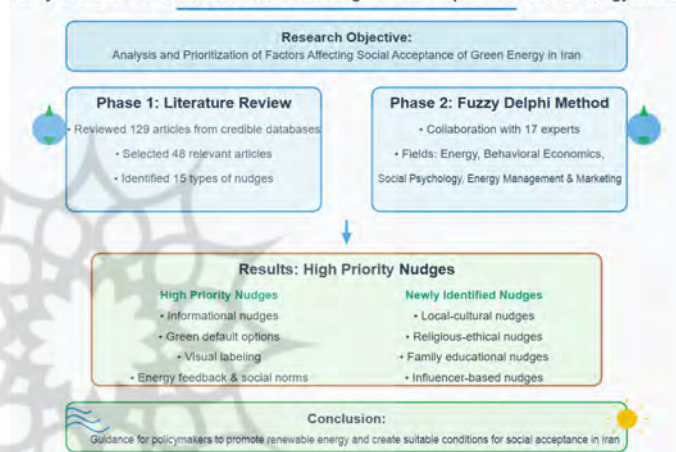 Research Objective:
Analysis and Prioritization of Factors Affecting Social Acceptance of Green Energy in Iran
Phase 1: Literature Review
• Reviewed 129 articles from credible databases
• Selected 48 relevant articles
• Identified 15 types of nudges
Phase 2: Fuzzy Delphi Method
• Collaboration with 17 experts
• Fields: Energy, Behavioral Economics,
Social Psychology, Energy Management & Marketing
Results: High Priority Nudges
High Priority Nudges
• Informational nudges
• Green default options
• Visual labeling
• Energy feedback & social norms
Newly Identified Nudges
• Local-cultural nudges
• Religious-ethical nudges
• Family educational nudges
• Influencer-based nudges
Conclusion:
Guidance for policymakers to promote renewable energy and create suitable conditions for social acceptance in Iran